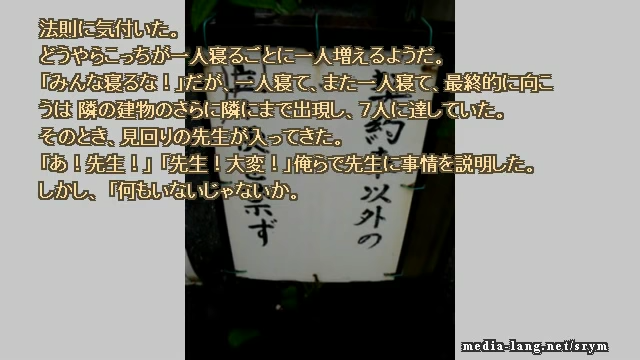 法則に気付いた。
どうやらこっちが一人寝るごとに一人増えるようだ。
「みんな寝るな！」だが、一人寝て、また一人寝て、最終的に向こ
うは 隣の建物のさらに隣にまで出現し、7人に達していた。
そのとき、見回りの先生が入ってきた。
「あ！先生！」 「先生！大変！」俺らで先生に事情を説明した。
しかし、 「何もいないじゃないか。
約者以外の
ず
media-lang.net/srym